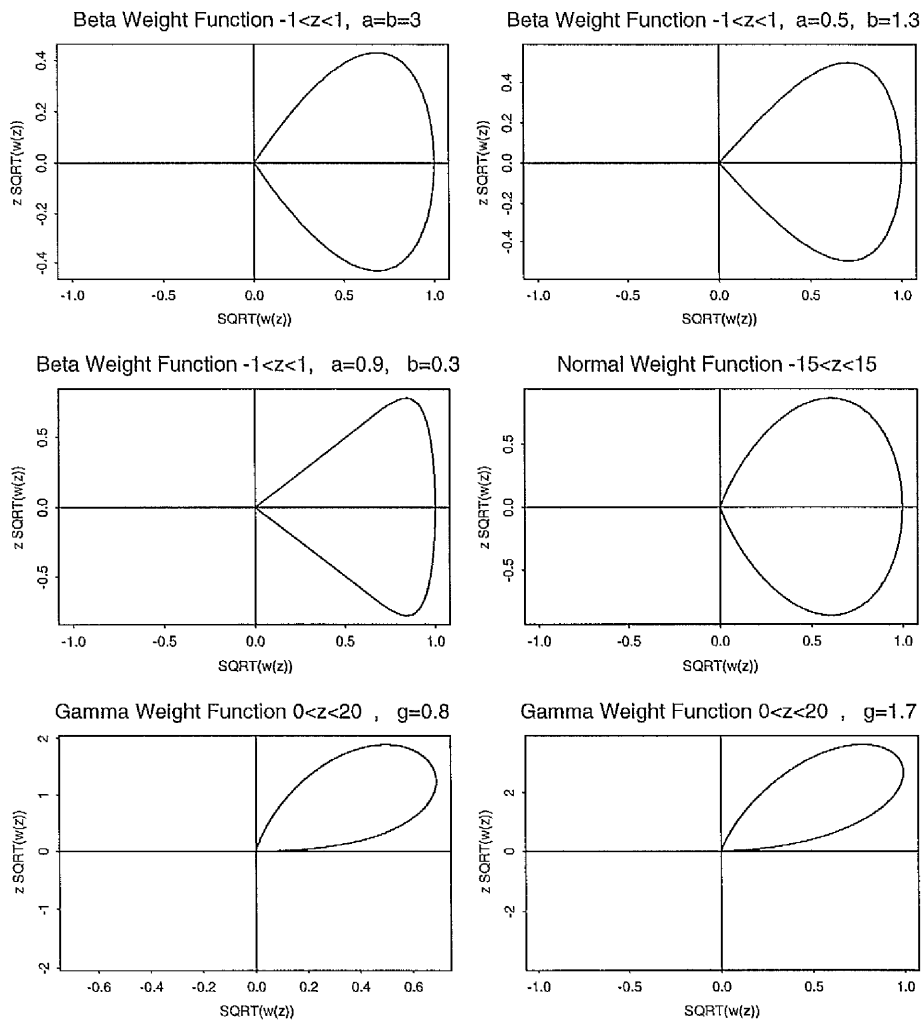 Beta Weight Function -1<z<1, a=b=3
z SQRT(w(z))
0.4
0.2
0.0
-0.2
-0.4
-1.0 -0.5 0.0 0.5 1.0
SQRT(w(z))
Beta Weight Function -1<z<1, a=0.5, b=1.3
z SQRT(w(z))
0.4
0.2
0.0
-0.2
-0.4
-1.0 -0.5 0.0 0.5 1.0
SQRT(w(z))
Beta Weight Function -1<z<1, a=0.9, b=0.3
z SQRT(w(z))
0.5
0.0
-0.5
-1.0 -0.5 0.0 0.5 1.0
SQRT(w(z))
Normal Weight Function -15<z<15
z SQRT(w(z))
0.5
0.0
-0.5
-1.0 -0.5 0.0 0.5 1.0
SQRT(w(z))
Gamma Weight Function 0<z<20 , g=0.8
z SQRT(w(z))
2
1
0
-1
-2
-0.6 -0.4 -0.2 0.0 0.2 0.4 0.6
SQRT(w(z))
Gamma Weight Function 0<z<20 , g=1.7
z SQRT(w(z))
2
0
-2
-1.0 -0.5 0.0 0.5 1.0
SQRT(w(z))